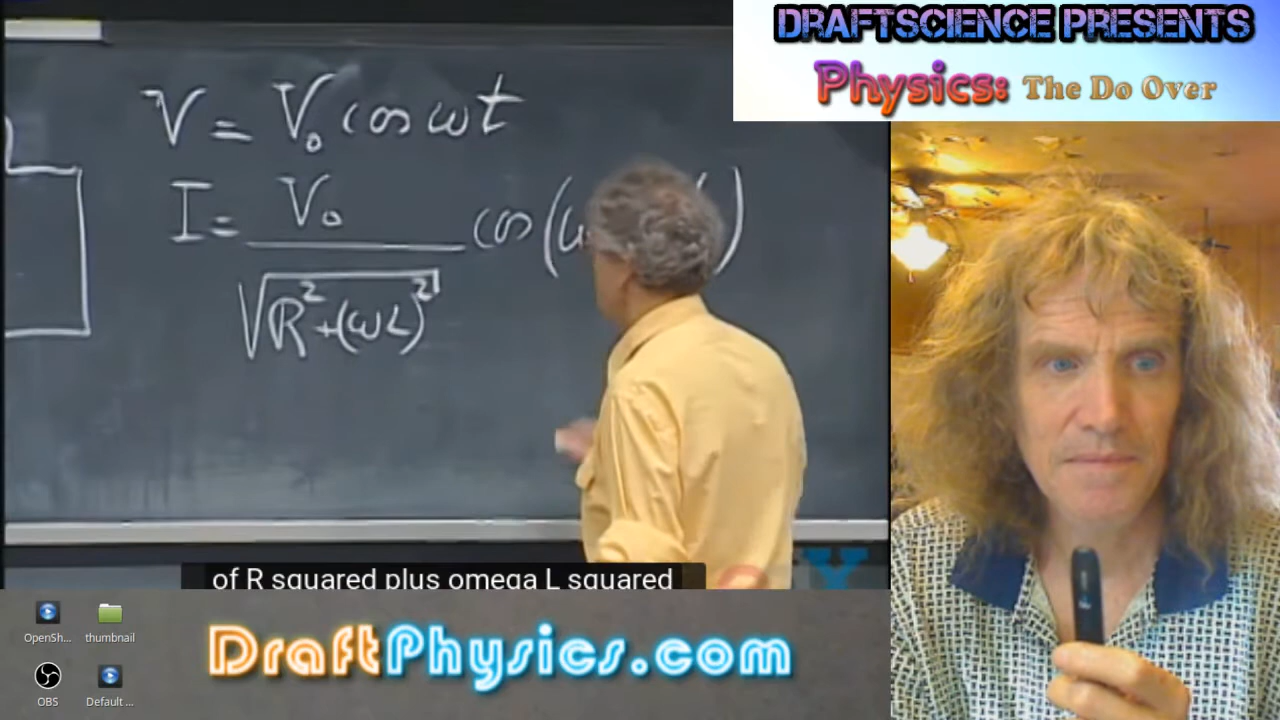 DRAFTSCIENCE PRESENTS
Physics: The Do Over
V = V₀ cos ωt
I = V₀
cos(ω )
√R²+(ωL)²
of R squared plus omega L squared
OpenSh...
thumbnail
DraftPhysics.com
OBS
Default ...